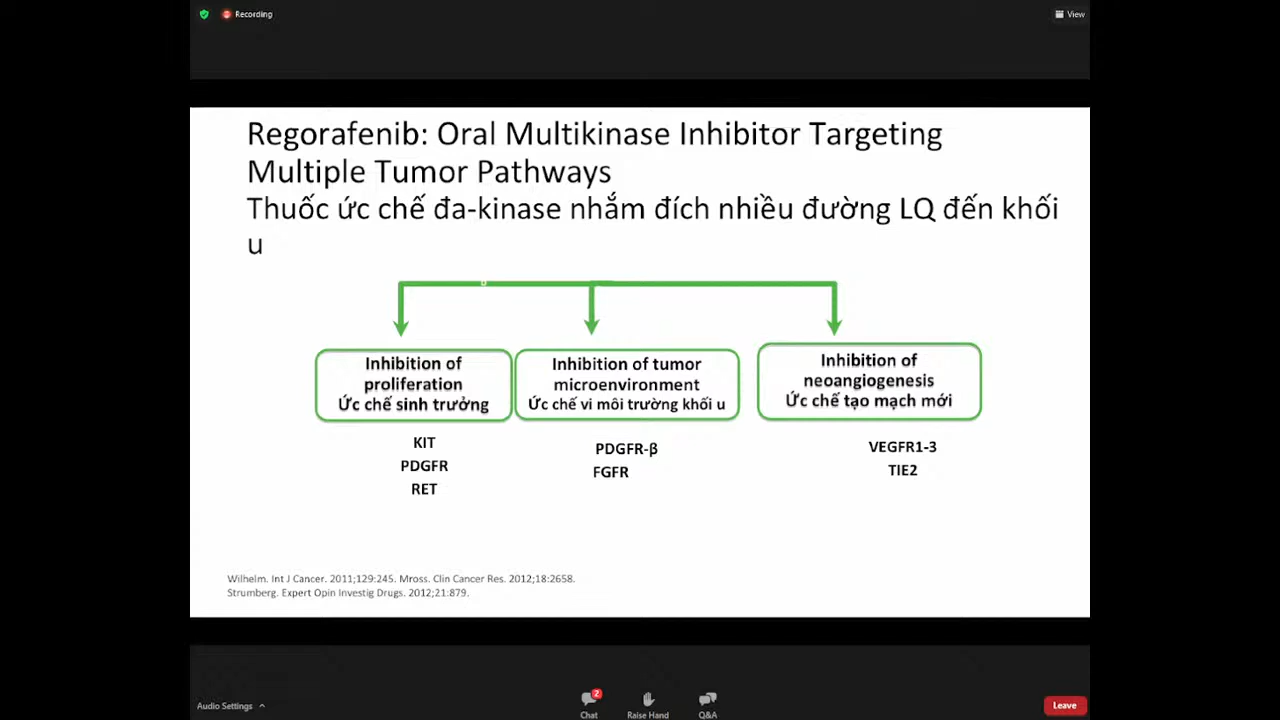 Recording
View
Regorafenib: Oral Multikinase Inhibitor Targeting
Multiple Tumor Pathways
Thuốc ức chế đa-kinase nhắm đích nhiều đường LQ đến khối
u
Inhibition of
proliferation
Ức chế sinh trưởng
KIT
PDGFR
RET
Inhibition of tumor
microenvironment
Ức chế vi môi trường khối u
PDGFR-β
FGFR
Inhibition of
neoangiogenesis
Ức chế tạo mạch mới
VEGFR1-3
TIE2
Wilhelm. Int J Cancer. 2011;129:245. Mross. Clin Cancer Res. 2012;18:2658.
Strumberg. Expert Opin Investig Drugs. 2012;21:879.
Audio Settings
2
Chat
Raise Hand
Q&A
Leave